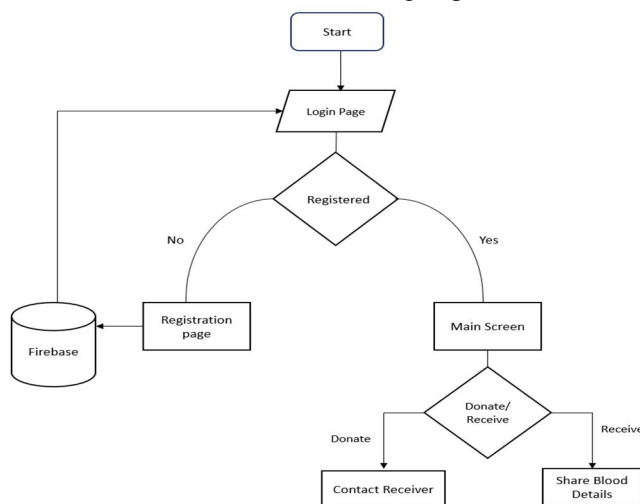 Start
Login Page
Registered
No
Yes
Registration
page
Main Screen
Firebase
Donate/
Receive
Donate
Receive
Contact Receiver
Share Blood
Details